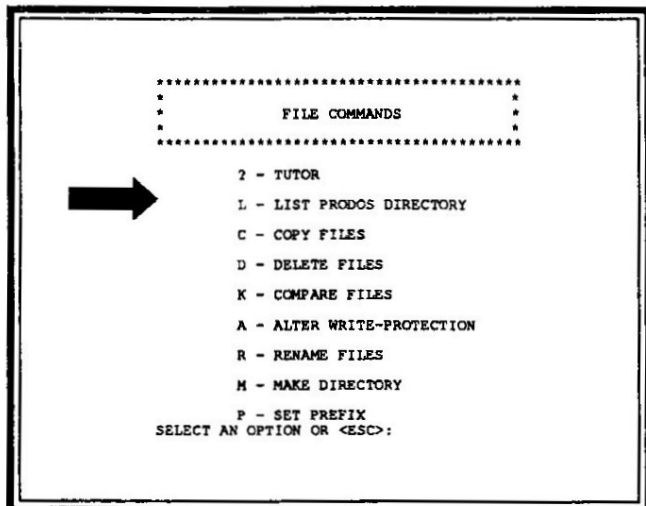 ****************************************
* *
* FILE COMMANDS *
* *
****************************************
? - TUTOR
L - LIST PRODOS DIRECTORY
C - COPY FILES
D - DELETE FILES
K - COMPARE FILES
A - ALTER WRITE-PROTECTION
R - RENAME FILES
M - MAKE DIRECTORY
P - SET PREFIX
SELECT AN OPTION OR <ESC>: